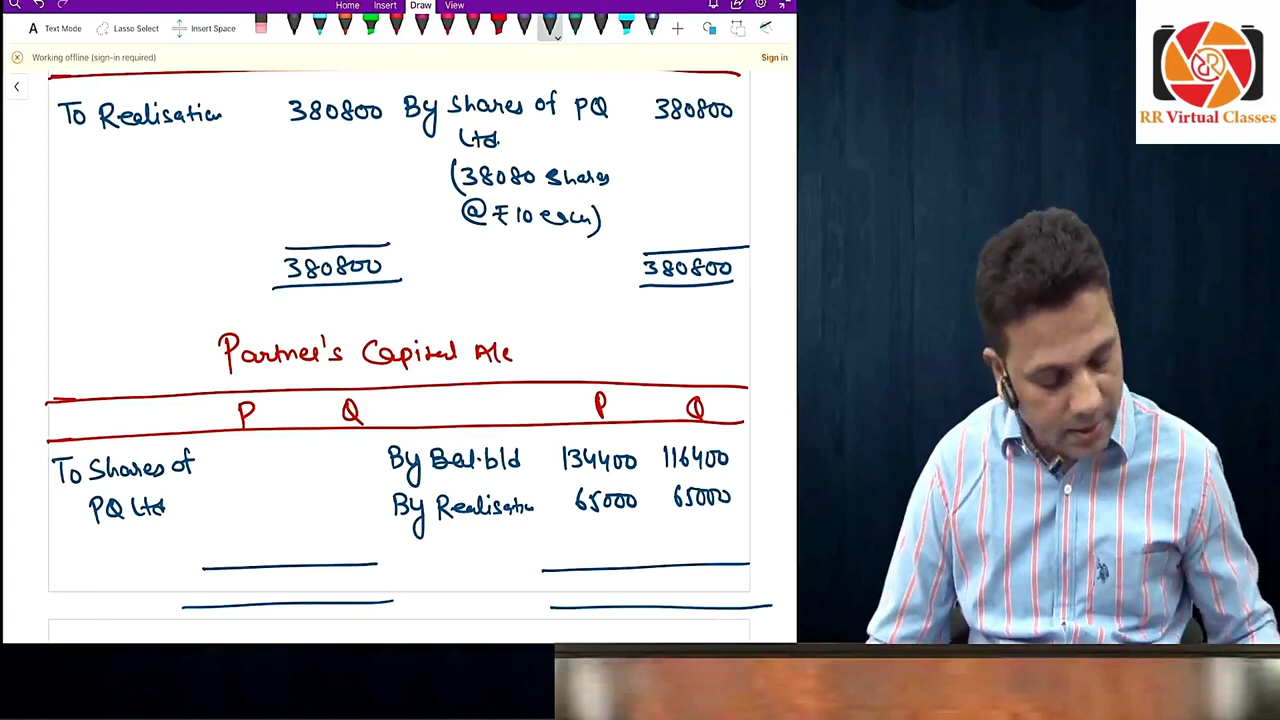 Home Insert Draw View
A Text Mode Lasso Select Insert Space
Working offline (sign-in required) Sign in
To Realisation 380800 By Shares of PQ 380800
Ltd.
(38080 Shares
@ ₹10 each)
380800 380800
Partner's Capital A/c
P Q P Q
To Shares of By Bal. b/d 134400 116400
PQ Ltd By Realisation 65000 65000
RR
RR Virtual Classes